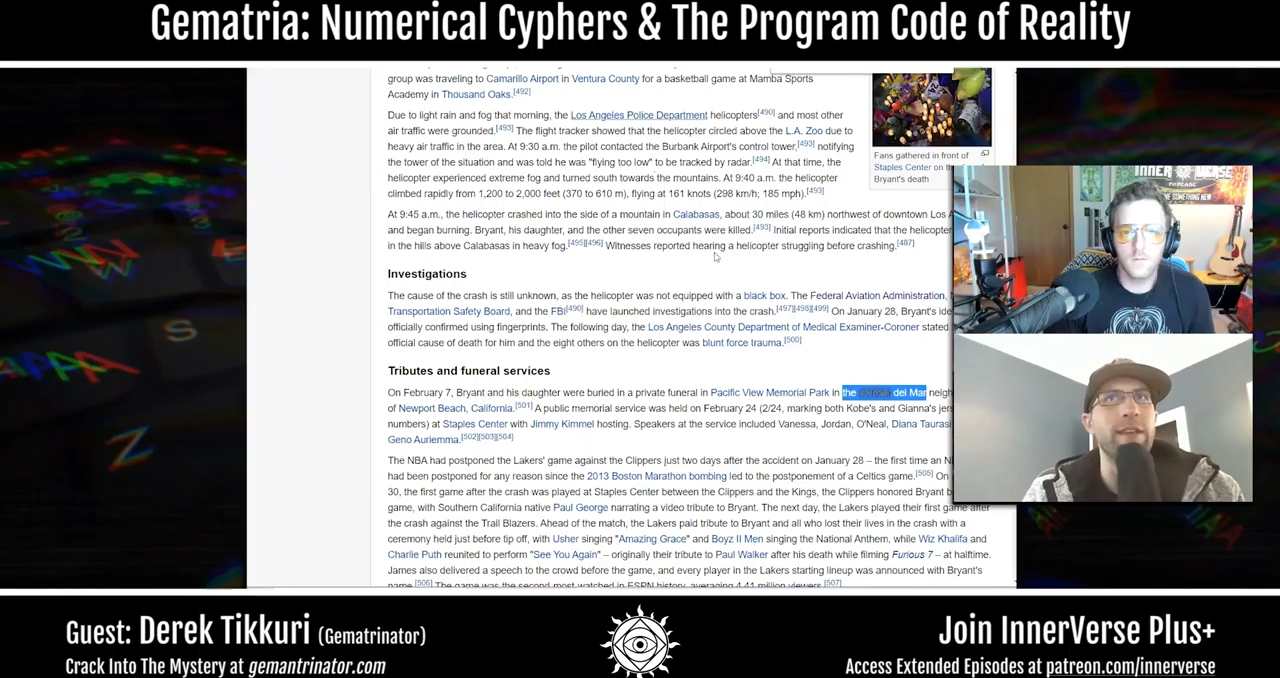 Gematria: Numerical Cyphers & The Program Code of Reality
group was traveling to Camarillo Airport in Ventura County for a basketball game at Mamba Sports
Academy in Thousand Oaks.[492]
Due to light rain and fog that morning, the Los Angeles Police Department helicopters[490] and most other
air traffic were grounded.[493] The flight tracker showed that the helicopter circled above the L.A. Zoo due to
heavy air traffic in the area. At 9:30 a.m. the pilot contacted the Burbank Airport's control tower,[493] notifying
the tower of the situation and was told he was "flying too low" to be tracked by radar.[494] At that time, the
helicopter experienced extreme fog and turned south towards the mountains. At 9:40 a.m. the helicopter
climbed rapidly from 1,200 to 2,000 feet (370 to 610 m), flying at 161 knots (298 km/h; 185 mph).[493]
Fans gathered in front of
Staples Center on
Bryant's death
At 9:45 a.m., the helicopter crashed into the side of a mountain in Calabasas, about 30 miles (48 km) northwest of downtown Los A
and began burning. Bryant, his daughter, and the other seven occupants were killed.[493] Initial reports indicated that the helicopter
in the hills above Calabasas in heavy fog.[495][496] Witnesses reported hearing a helicopter struggling before crashing.[487]
Investigations
The cause of the crash is still unknown, as the helicopter was not equipped with a black box. The Federal Aviation Administration,
Transportation Safety Board, and the FBI[490] have launched investigations into the crash.[497][498][499] On January 28, Bryant's ide
officially confirmed using fingerprints. The following day, the Los Angeles County Department of Medical Examiner-Coroner stated
official cause of death for him and the eight others on the helicopter was blunt force trauma.[500]
Tributes and funeral services
On February 7, Bryant and his daughter were buried in a private funeral in Pacific View Memorial Park in the Corona del Mar neigh
of Newport Beach, California.[501] A public memorial service was held on February 24 (2/24, marking both Kobe's and Gianna's jers
numbers) at Staples Center with Jimmy Kimmel hosting. Speakers at the service included Vanessa, Jordan, O'Neal, Diana Taurasi
Geno Auriemma.[502][503][504]
The NBA had postponed the Lakers' game against the Clippers just two days after the accident on January 28 – the first time an N
had been postponed for any reason since the 2013 Boston Marathon bombing led to the postponement of a Celtics game.[505] On
30, the first game after the crash was played at Staples Center between the Clippers and the Kings, the Clippers honored Bryant b
game, with Southern California native Paul George narrating a video tribute to Bryant. The next day, the Lakers played their first game after
the crash against the Trail Blazers. Ahead of the match, the Lakers paid tribute to Bryant and all who lost their lives in the crash with a
ceremony held just before tip off, with Usher singing "Amazing Grace" and Boyz II Men singing the National Anthem, while Wiz Khalifa and
Charlie Puth reunited to perform "See You Again" – originally their tribute to Paul Walker after his death while filming Furious 7 – at halftime.
James also delivered a speech to the crowd before the game, and every player in the Lakers starting lineup was announced with Bryant's
name.[506] The game was the second most-watched in ESPN history, averaging 4.41 million viewers.[507]
INNERVERSE
PODCAST
SOMETHING NEW
S
Z
Guest: Derek Tikkuri (Gematrinator)
Crack Into The Mystery at gemantrinator.com
Join InnerVerse Plus+
Access Extended Episodes at patreon.com/innerverse